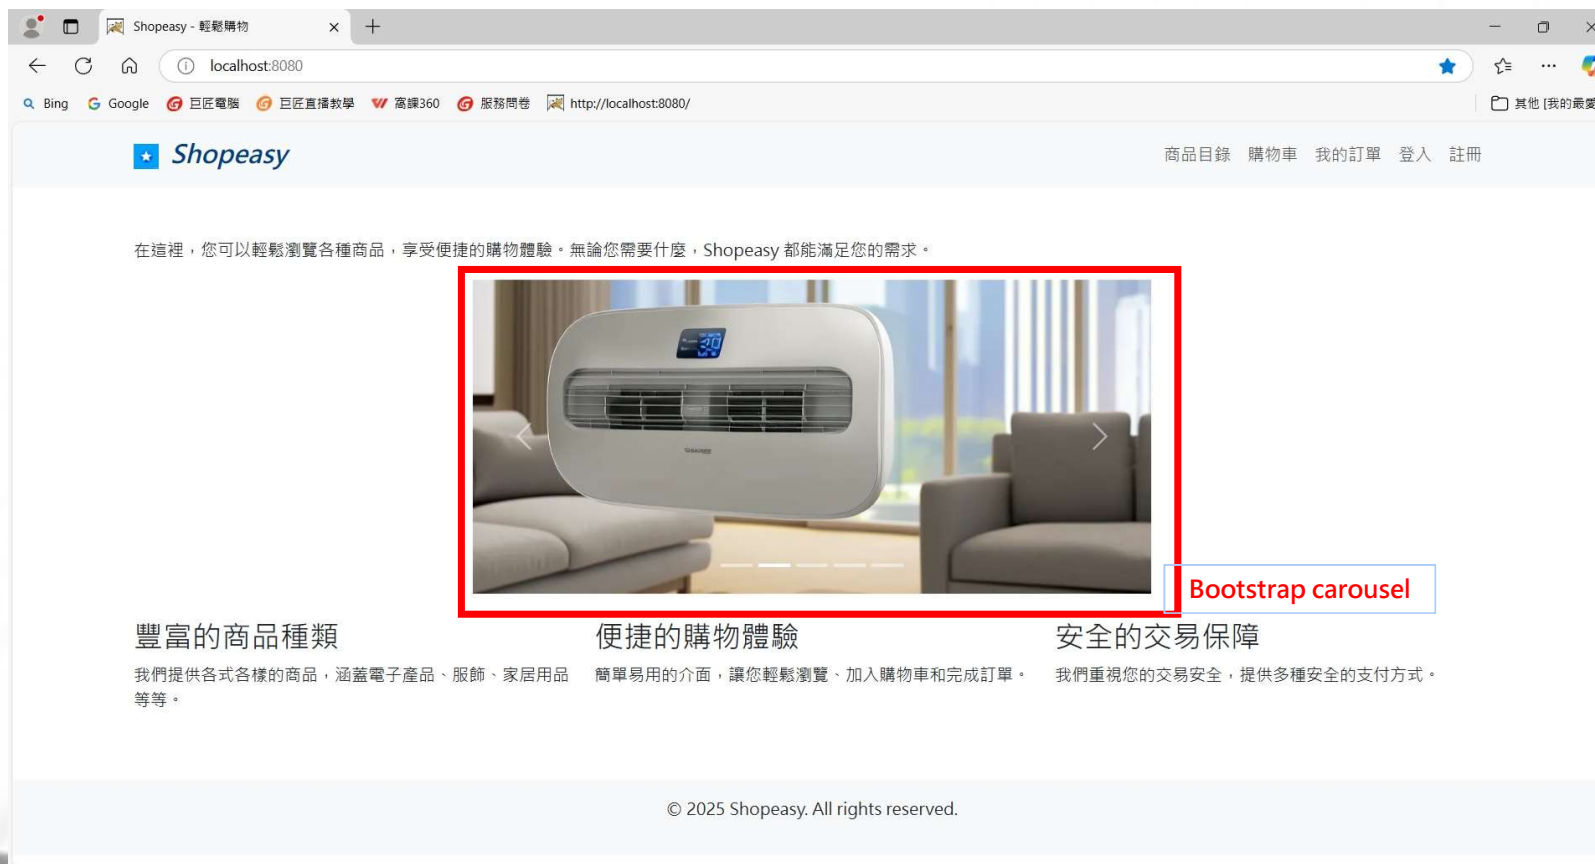 Shopeasy - 輕鬆購物
localhost:8080
Bing Google 巨匠電腦 巨匠直播教學 窩課360 服務問卷 http://localhost:8080/ 其他 [我的最愛
Shopeasy 商品目錄 購物車 我的訂單 登入 註冊
在這裡，您可以輕鬆瀏覽各種商品，享受便捷的購物體驗。無論您需要什麼，Shopeasy 都能滿足您的需求。
Bootstrap carousel
豐富的商品種類
我們提供各式各樣的商品，涵蓋電子產品、服飾、家居用品
等等。
便捷的購物體驗
簡單易用的介面，讓您輕鬆瀏覽、加入購物車和完成訂單。
安全的交易保障
我們重視您的交易安全，提供多種安全的支付方式。
© 2025 Shopeasy. All rights reserved.